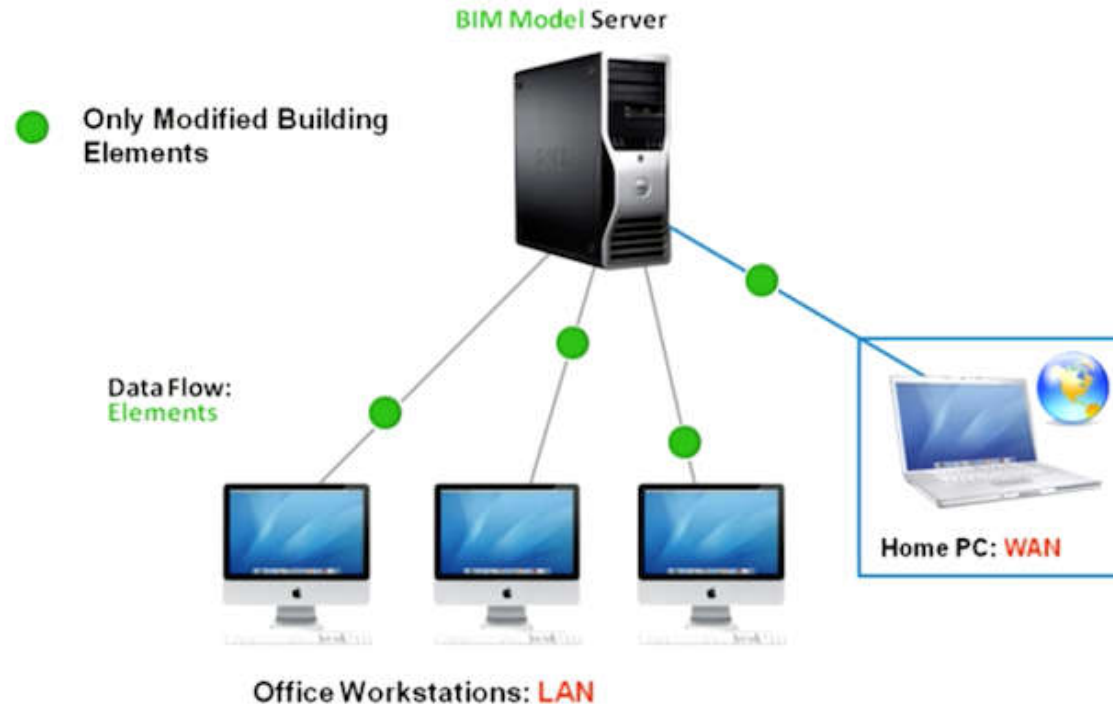 BIM Model Server
Only Modified Building
Elements
Data Flow:
Elements
Home PC: WAN
Office Workstations: LAN